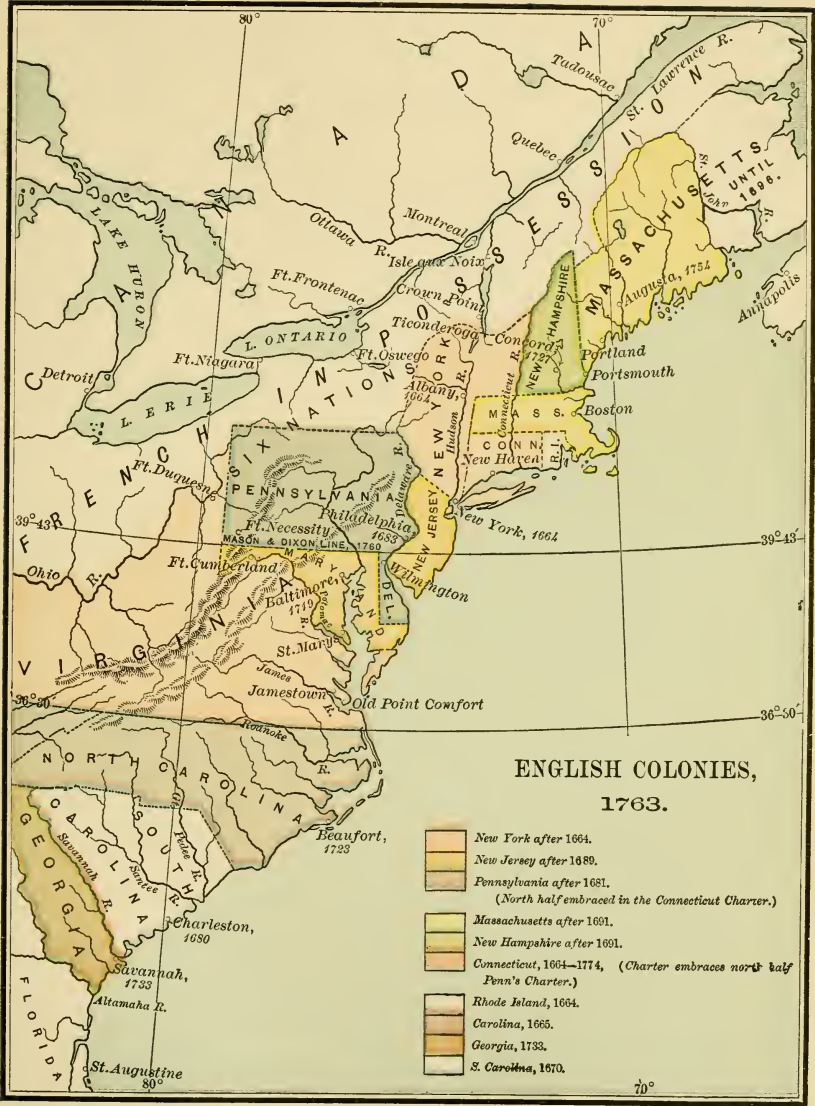 80°
70°
CANADA
Tadousac
St. Lawrence R.
Quebec
FRENCH IN POSSESSION
MASSACHUSETTS
UNTIL
1696.
St. John R.
LAKE HURON
Ottawa R.
Montreal
Isle aux Noix
Ft. Frontenac
Crown Point
Ticonderoga
NEW HAMPSHIRE
Augusta, 1754
Annapolis
L. ONTARIO
Ft. Oswego
Concord,
1727
Portland
Portsmouth
Detroit
Ft. Niagara
Albany,
1664
NEW YORK
Hudson R.
Connecticut R.
MASS.
Boston
L. ERIE
SIX NATIONS
CONN.
R.I.
New Haven
Ft. Duquesne
PENNSYLVANIA
Delaware R.
NEW JERSEY
New York, 1664
Ft. Necessity
Philadelphia,
1683
39°43'
39°43'
MASON & DIXON LINE, 1760
Ft. Cumberland
MARYLAND
Wilmington
DEL.
Ohio R.
Baltimore,
1719
Potomac R.
St. Marys
VIRGINIA
James R.
Jamestown
Old Point Comfort
36°30'
36°50'
Roanoke R.
NORTH CAROLINA
ENGLISH COLONIES,
1763.
GEORGIA
SOUTH
CAROLINA
Savannah R.
Santee R.
Pedee R.
Beaufort,
1723
Charleston,
1680
Savannah,
1733
Altamaha R.
FLORIDA
St. Augustine
New York after 1664.
New Jersey after 1689.
Pennsylvania after 1681.
(North half embraced in the Connecticut Charter.)
Massachusetts after 1691.
New Hampshire after 1691.
Connecticut, 1664–1774, (Charter embraces north half
Penn's Charter.)
Rhode Island, 1664.
Carolina, 1665.
Georgia, 1733.
S. Carolina, 1670.
80°
70°